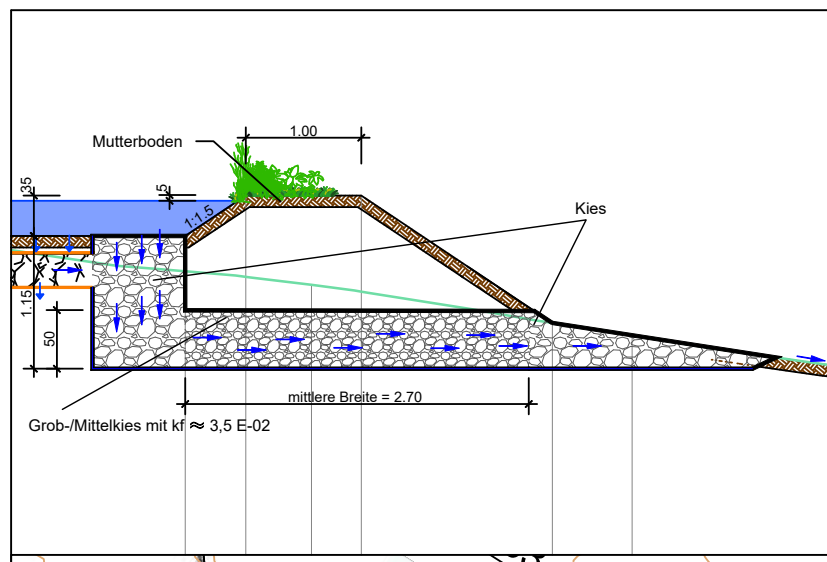 1.00
Mutterboden
35
5
1:1.5
Kies
1.15
50
mittlere Breite = 2.70
Grob-/Mittelkies mit kf ≈ 3,5 E-02